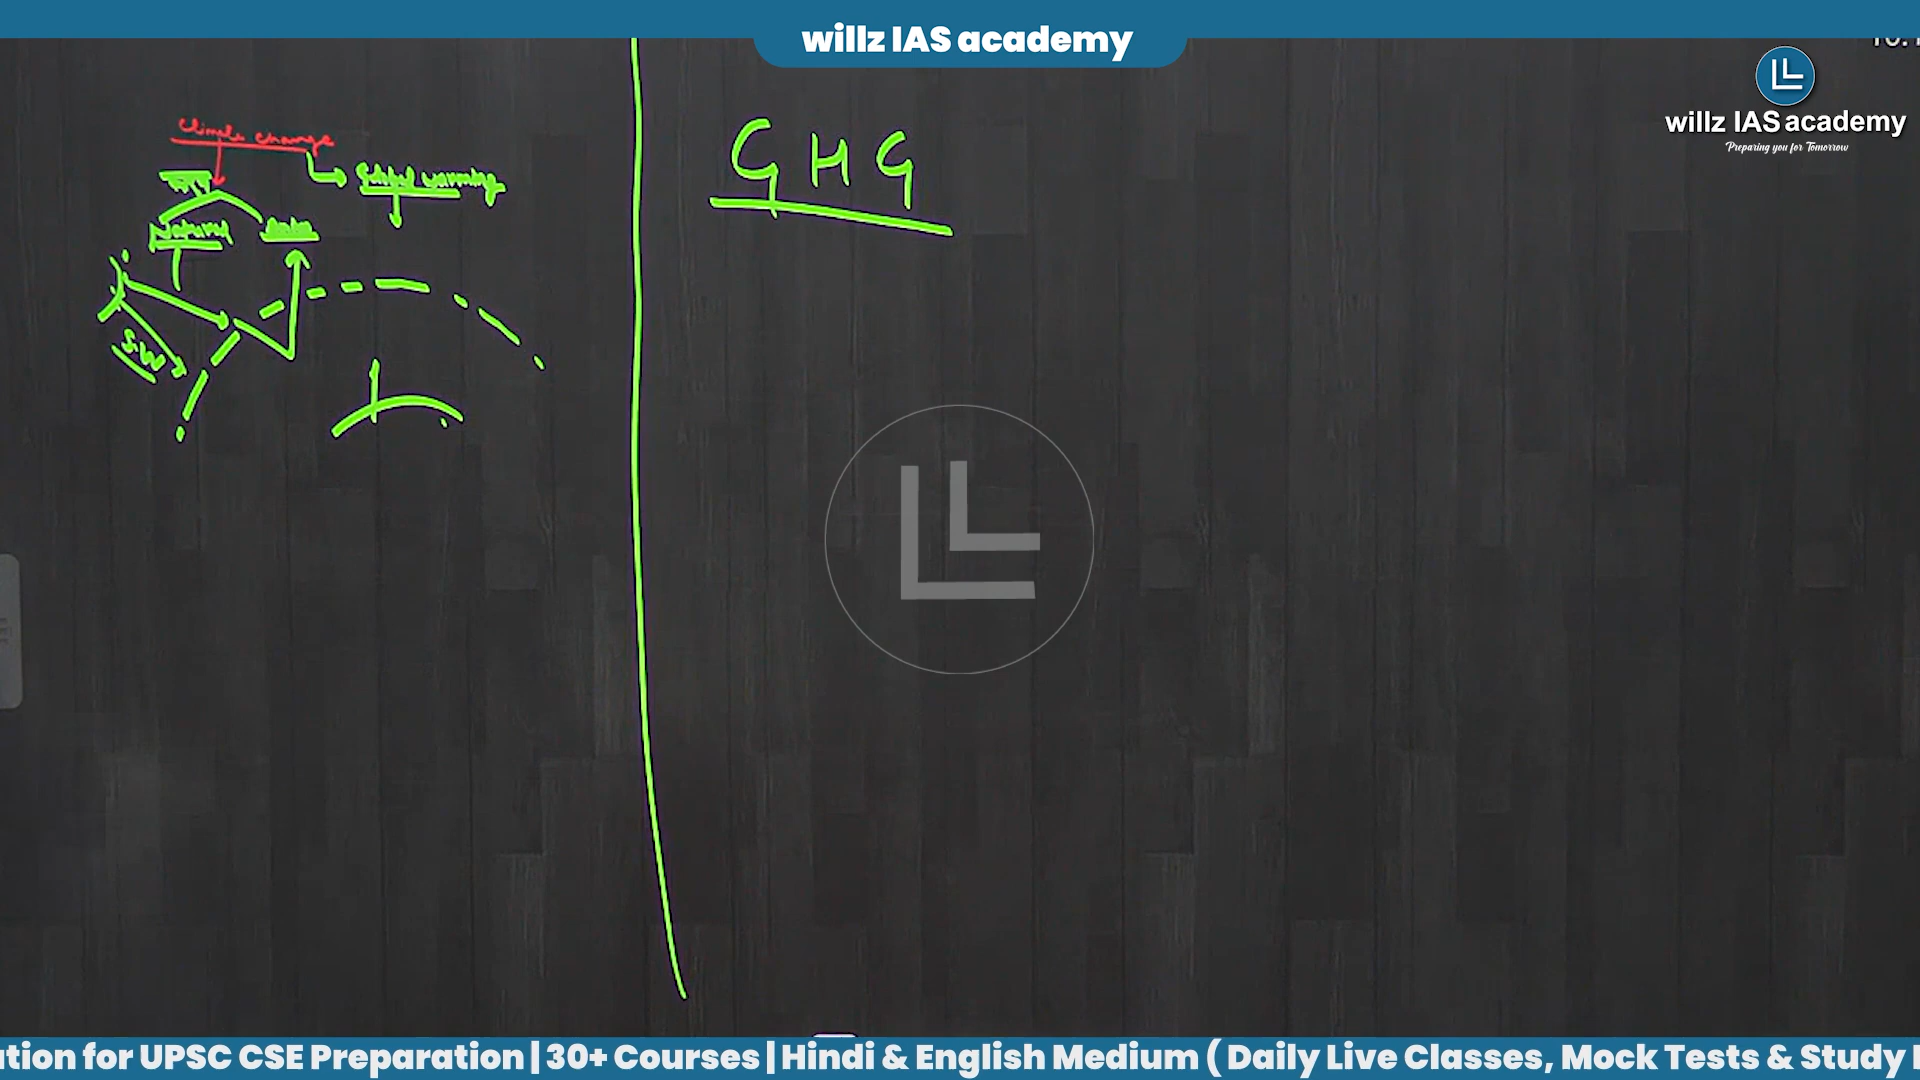 willz IAS academy
willz IAS academy
Preparing you for Tomorrow
Climate change
Global warming
Natural
GHG
ation for UPSC CSE Preparation | 30+ Courses | Hindi & English Medium ( Daily Live Classes, Mock Tests & Study